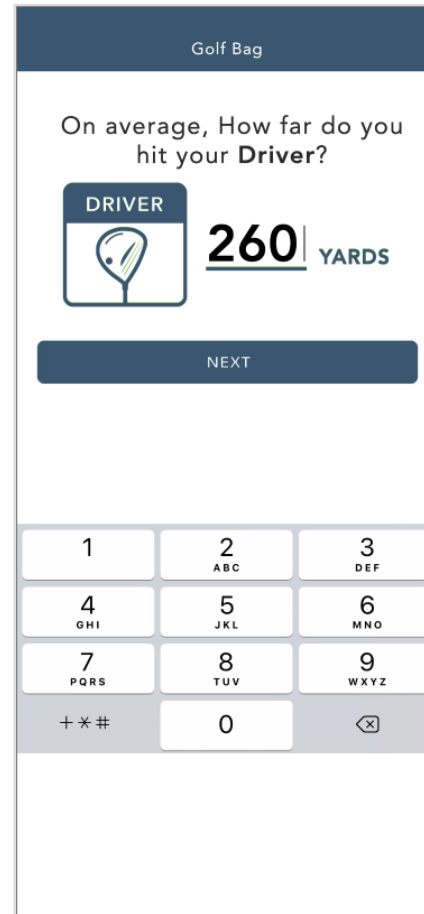 Golf Bag
On average, How far do you
hit your Driver?
DRIVER
260 YARDS
NEXT
1 2 3
ABC DEF
4 5 6
GHI JKL MNO
7 8 9
PQRS TUV WXYZ
+*# 0